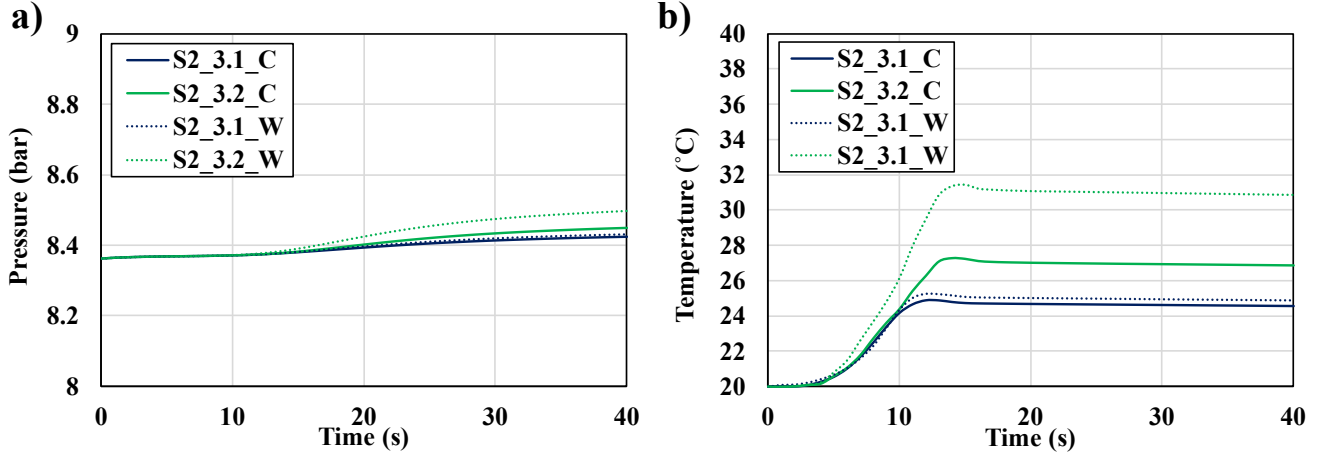 a)
9
8.8
8.6
8.4
8.2
8
Pressure (bar)
S2_3.1_C
S2_3.2_C
S2_3.1_W
S2_3.2_W
0
10
20
30
40
Time (s)
b)
40
38
36
34
32
30
28
26
24
22
20
Temperature (˚C)
S2_3.1_C
S2_3.2_C
S2_3.1_W
S2_3.1_W
0
10
20
30
40
Time (s)